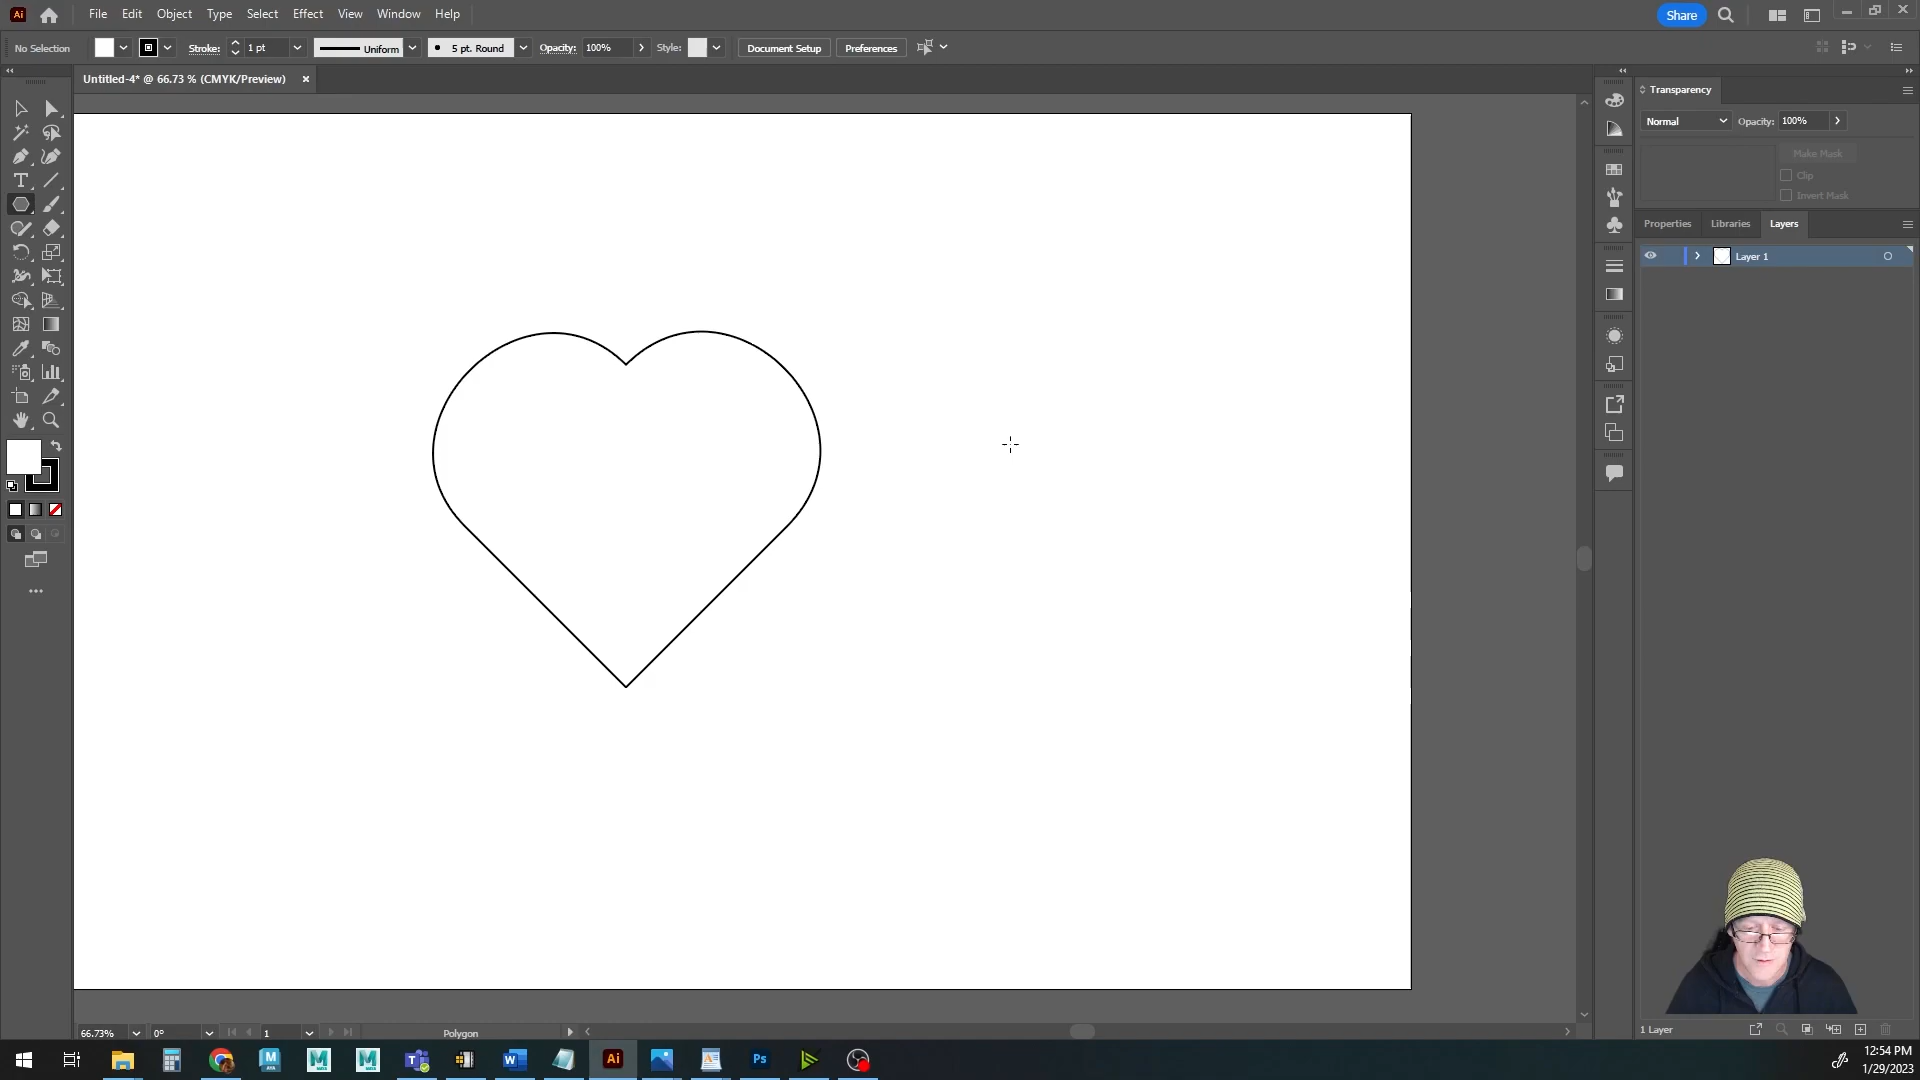 Ai File Edit Object Type Select Effect View Window Help Share
No Selection Stroke: 1 pt Uniform 5 pt. Round Opacity: 100% Style: Document Setup Preferences
Untitled-4* @ 66.73 % (CMYK/Preview)
Transparency
Normal Opacity: 100%
Make Mask
Clip
Invert Mask
Properties Libraries Layers
Layer 1
66.73% 0° 1 Polygon
1 Layer
12:54 PM
1/29/2023
Ai Ps